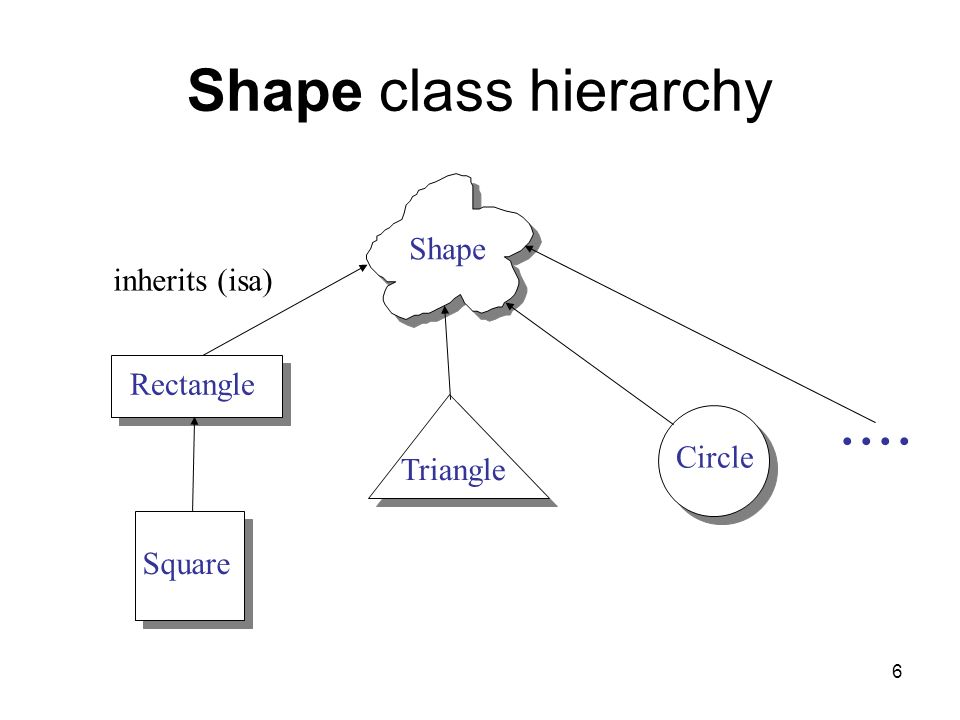 Shape class hierarchy
Shape
inherits (isa)
Rectangle
Triangle
Circle
....
Square
6